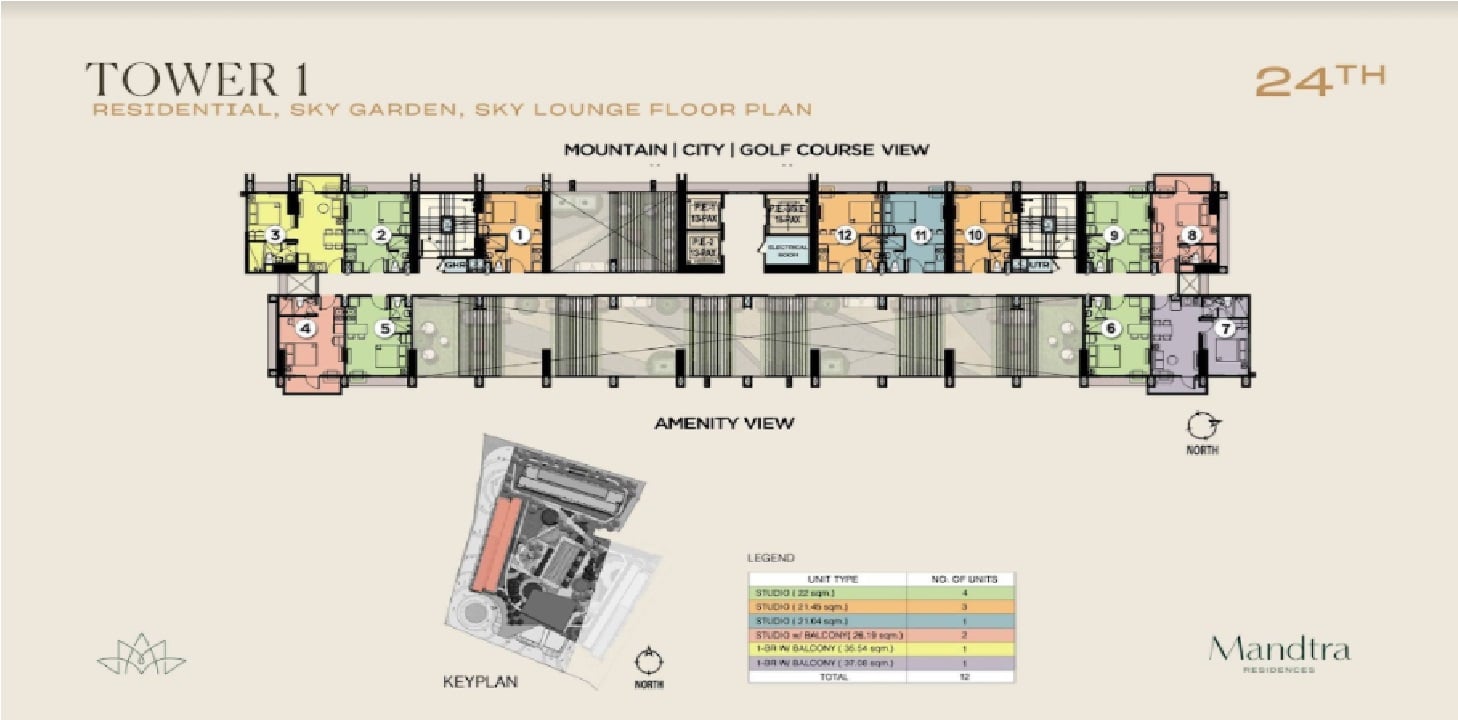 TOWER 1
24TH
RESIDENTIAL, SKY GARDEN, SKY LOUNGE FLOOR PLAN
MOUNTAIN | CITY | GOLF COURSE VIEW
3
2
GHR
1
P.E-1
13-PAX
P.E-2
13-PAX
16-PAX
ELECTRICAL
ROOM
12
11
10
UTR
9
8
4
5
6
7
AMENITY VIEW
NORTH
KEYPLAN
NORTH
LEGEND
UNIT TYPE NO. OF UNITS
STUDIO ( 22 sqm.) 4
STUDIO ( 21.45 sqm.) 3
STUDIO ( 21.64 sqm.) 1
STUDIO w/ BALCONY( 26.19 sqm.) 2
1-BR W/ BALCONY ( 35.54 sqm.) 1
1-BR W/ BALCONY ( 37.08 sqm.) 1
TOTAL 12
Mandtra
RESIDENCES